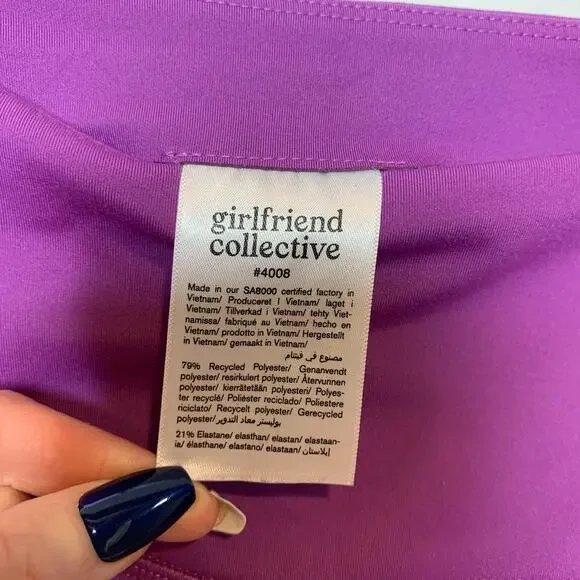 girlfriend
collective
#4008
Made in our SA8000 certified factory in
Vietnam/ Produceret I Vietnam/ laget i
Vietnam/ Tillverkad i Vietnam/ tehty Viet-
namissa/ fabriqué au Vietnam/ hecho en
Vietnam/ prodotto in Vietnam/ Hergestellt
in Vietnam/ gemaakt in Vietnam/
مصنوع في فيتنام
79% Recycled Polyester/ Genanvendt
polyester/ resirkulert polyester/ Återvunnen
polyester/ kierrätetään polyesteri/ Polyes-
ter recyclé/ Poliéster reciclado/ Poliestere
riciclato/ Recycelt polyester/ Gerecycled
polyester/ بوليستر معاد التدوير/
21% Elastane/ elasthan/ elastan/ elastaan-
ia/ élasthane/ elastano/ elastaan/ إيلاستان/